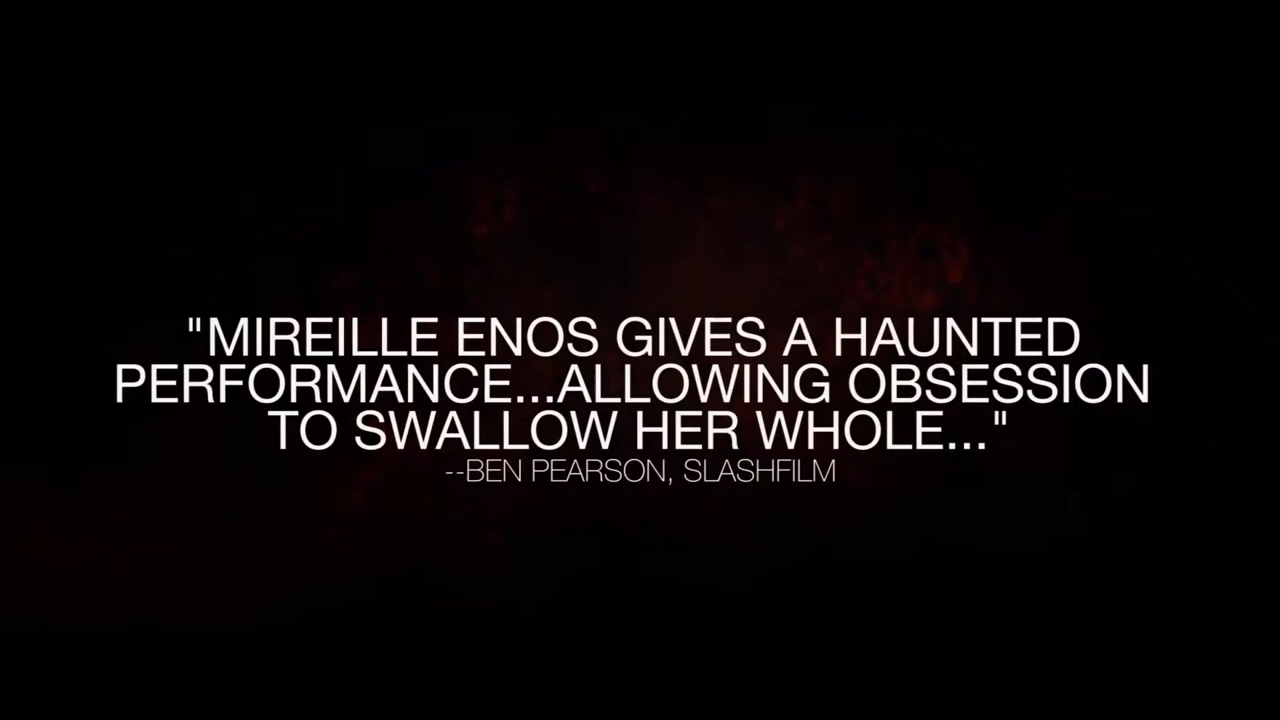 "MIREILLE ENOS GIVES A HAUNTED
PERFORMANCE...ALLOWING OBSESSION
TO SWALLOW HER WHOLE..."
--BEN PEARSON, SLASHFILM